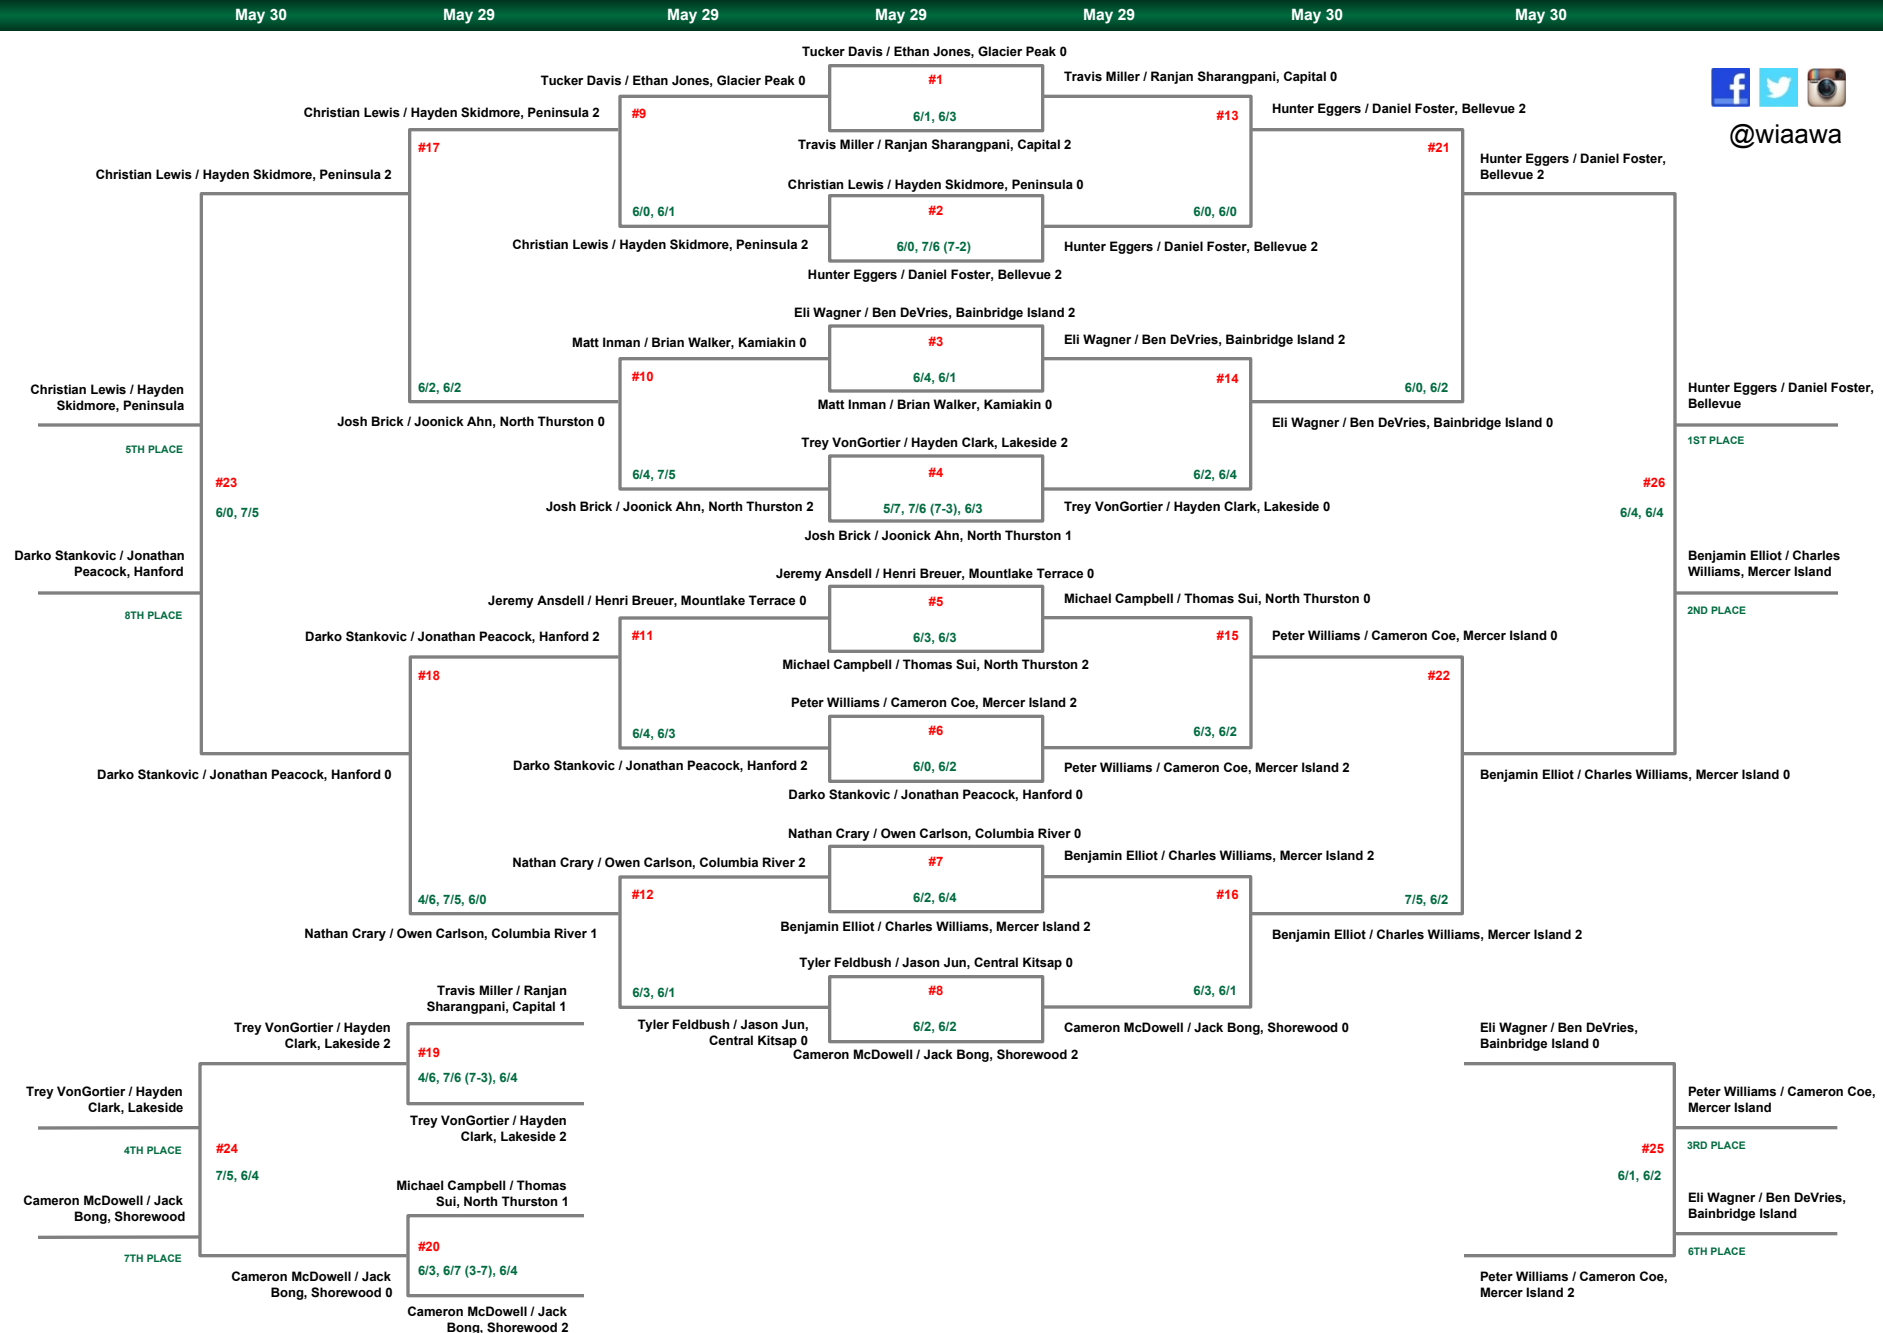 May 30 May 29 May 29 May 29 May 29 May 30 May 30
Tucker Davis / Ethan Jones, Glacier Peak 0
Tucker Davis / Ethan Jones, Glacier Peak 0
#1
Travis Miller / Ranjan Sharangpani, Capital 0
Christian Lewis / Hayden Skidmore, Peninsula 2
#9
6/1, 6/3
#13
Hunter Eggers / Daniel Foster, Bellevue 2
@wiaawa
#17
Travis Miller / Ranjan Sharangpani, Capital 2
#21
Hunter Eggers / Daniel Foster,
Bellevue 2
Christian Lewis / Hayden Skidmore, Peninsula 2
Christian Lewis / Hayden Skidmore, Peninsula 0
6/0, 6/1
#2
6/0, 6/0
Christian Lewis / Hayden Skidmore, Peninsula 2
6/0, 7/6 (7-2)
Hunter Eggers / Daniel Foster, Bellevue 2
Hunter Eggers / Daniel Foster, Bellevue 2
Eli Wagner / Ben DeVries, Bainbridge Island 2
Matt Inman / Brian Walker, Kamiakin 0
#3
Eli Wagner / Ben DeVries, Bainbridge Island 2
#10
6/4, 6/1
#14
6/2, 6/2
6/0, 6/2
Christian Lewis / Hayden
Skidmore, Peninsula
Hunter Eggers / Daniel Foster,
Bellevue
Matt Inman / Brian Walker, Kamiakin 0
Josh Brick / Joonick Ahn, North Thurston 0
Eli Wagner / Ben DeVries, Bainbridge Island 0
5TH PLACE
Trey VonGortier / Hayden Clark, Lakeside 2
1ST PLACE
#23
6/4, 7/5
#4
6/2, 6/4
#26
6/0, 7/5
Josh Brick / Joonick Ahn, North Thurston 2
5/7, 7/6 (7-3), 6/3
Trey VonGortier / Hayden Clark, Lakeside 0
6/4, 6/4
Josh Brick / Joonick Ahn, North Thurston 1
Darko Stankovic / Jonathan
Peacock, Hanford
Benjamin Elliot / Charles
Williams, Mercer Island
Jeremy Ansdell / Henri Breuer, Mountlake Terrace 0
Jeremy Ansdell / Henri Breuer, Mountlake Terrace 0
#5
Michael Campbell / Thomas Sui, North Thurston 0
8TH PLACE
2ND PLACE
Darko Stankovic / Jonathan Peacock, Hanford 2
#11
6/3, 6/3
#15
Peter Williams / Cameron Coe, Mercer Island 0
Michael Campbell / Thomas Sui, North Thurston 2
#18
#22
Peter Williams / Cameron Coe, Mercer Island 2
6/4, 6/3
#6
6/3, 6/2
Darko Stankovic / Jonathan Peacock, Hanford 2
6/0, 6/2
Peter Williams / Cameron Coe, Mercer Island 2
Darko Stankovic / Jonathan Peacock, Hanford 0
Benjamin Elliot / Charles Williams, Mercer Island 0
Darko Stankovic / Jonathan Peacock, Hanford 0
Nathan Crary / Owen Carlson, Columbia River 0
Nathan Crary / Owen Carlson, Columbia River 2
#7
Benjamin Elliot / Charles Williams, Mercer Island 2
4/6, 7/5, 6/0
#12
6/2, 6/4
#16
7/5, 6/2
Nathan Crary / Owen Carlson, Columbia River 1
Benjamin Elliot / Charles Williams, Mercer Island 2
Benjamin Elliot / Charles Williams, Mercer Island 2
Tyler Feldbush / Jason Jun, Central Kitsap 0
Travis Miller / Ranjan
Sharangpani, Capital 1
6/3, 6/1
#8
6/3, 6/1
Trey VonGortier / Hayden
Clark, Lakeside 2
Tyler Feldbush / Jason Jun,
Central Kitsap 0
6/2, 6/2
Cameron McDowell / Jack Bong, Shorewood 0
Eli Wagner / Ben DeVries,
Bainbridge Island 0
Cameron McDowell / Jack Bong, Shorewood 2
#19
4/6, 7/6 (7-3), 6/4
Trey VonGortier / Hayden
Clark, Lakeside
Peter Williams / Cameron Coe,
Mercer Island
Trey VonGortier / Hayden
Clark, Lakeside 2
4TH PLACE
#24
#25
3RD PLACE
7/5, 6/4
6/1, 6/2
Michael Campbell / Thomas
Sui, North Thurston 1
Cameron McDowell / Jack
Bong, Shorewood
Eli Wagner / Ben DeVries,
Bainbridge Island
#20
7TH PLACE
6TH PLACE
6/3, 6/7 (3-7), 6/4
Cameron McDowell / Jack
Bong, Shorewood 0
Peter Williams / Cameron Coe,
Mercer Island 2
Cameron McDowell / Jack
Bong, Shorewood 2